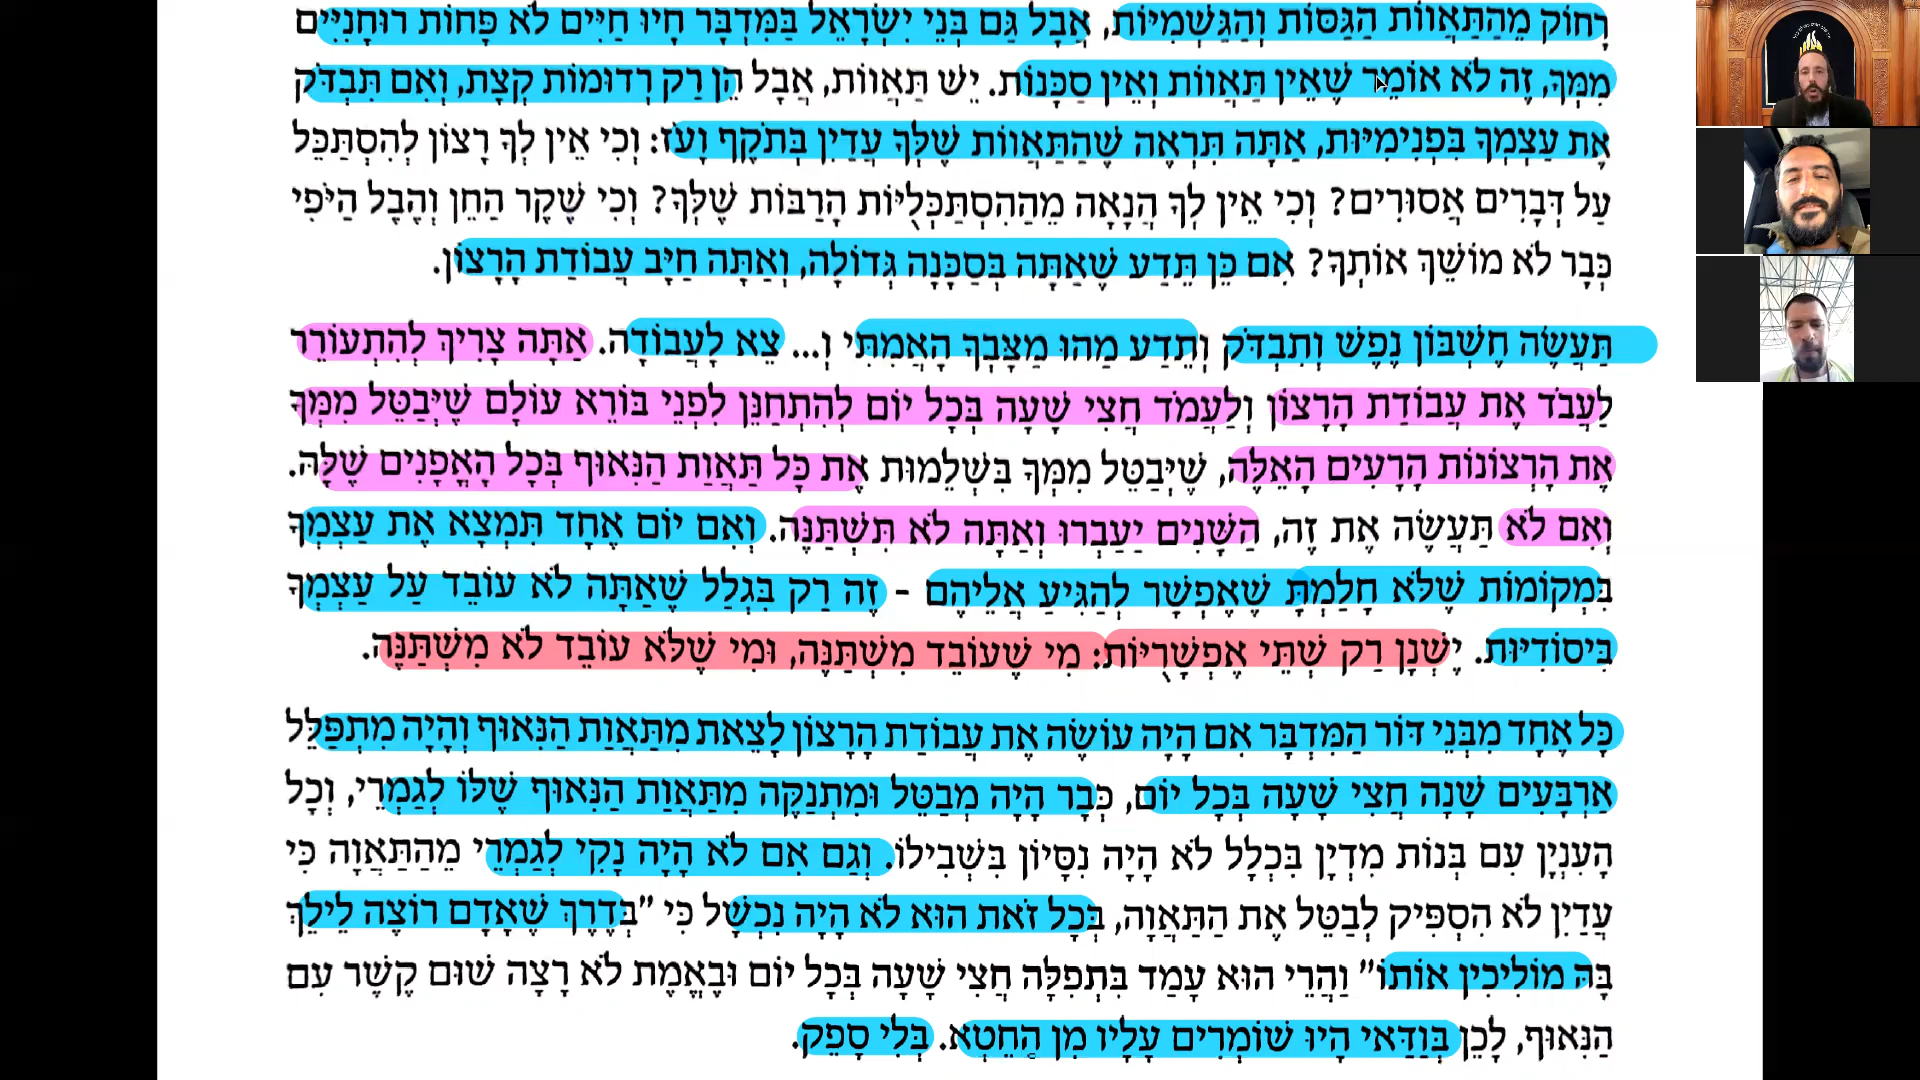 רָחוֹק מֵהַתַּאֲווֹת הַגַּסּוֹת וְהַגַּשְׁמִיּוֹת, אֲבָל גַּם בְּנֵי יִשְׂרָאֵל בַּמִּדְבָּר חָיוּ חַיִּים לֹא פָּחוֹת רוּחָנִיִּים
מִמְּךָ, זֶה לֹא אוֹמֵר שֶׁאֵין תַּאֲווֹת וְאֵין סַכָּנוֹת. יֵשׁ תַּאֲווֹת, אֲבָל הֵן רַק רְדוּמוֹת קְצָת, וְאִם תִּבְדֹּק
אֶת עַצְמְךָ בִּפְנִימִיּוּת, אַתָּה תִּרְאֶה שֶׁהַתַּאֲווֹת שֶׁלְּךָ עֲדַיִן בְּתֹקֶף וָעֹז: וְכִי אֵין לְךָ רָצוֹן לְהִסְתַּכֵּל
עַל דְּבָרִים אֲסוּרִים? וְכִי אֵין לְךָ הֲנָאָה מֵהַהִסְתַּכְּלֻיּוֹת הָרַבּוֹת שֶׁלְּךָ? וְכִי שֶׁקֶר הַחֵן וְהֶבֶל הַיֹּפִי
כְּבָר לֹא מוֹשֵׁךְ אוֹתְךָ? אִם כֵּן תֵּדַע שֶׁאַתָּה בְּסַכָּנָה גְּדוֹלָה, וְאַתָּה חַיָּב עֲבוֹדַת הָרָצוֹן.
תַּעֲשֶׂה חֶשְׁבּוֹן נֶפֶשׁ וְתִבְדֹּק וְתֵדַע מַהוּ מַצָּבְךָ הָאֲמִתִּי וְ... צֵא לָעֲבוֹדָה. אַתָּה צָרִיךְ לְהִתְעוֹרֵר
לַעֲבֹד אֶת עֲבוֹדַת הָרָצוֹן וְלַעֲמֹד חֲצִי שָׁעָה בְּכָל יוֹם לְהִתְחַנֵּן לִפְנֵי בּוֹרֵא עוֹלָם שֶׁיְּבַטֵּל מִמְּךָ
אֶת הָרְצוֹנוֹת הָרָעִים הָאֵלֶּה, שֶׁיְּבַטֵּל מִמְּךָ בִּשְׁלֵמוּת אֶת כָּל תַּאֲוַת הַנִּאוּף בְּכָל הָאֳפָנִים שֶׁלָּהּ.
וְאִם לֹא תַּעֲשֶׂה אֶת זֶה, הַשָּׁנִים יַעַבְרוּ וְאַתָּה לֹא תִּשְׁתַּנֶּה. וְאִם יוֹם אֶחָד תִּמְצָא אֶת עַצְמְךָ
בִּמְקוֹמוֹת שֶׁלֹּא חָלַמְתָּ שֶׁאֶפְשָׁר לְהַגִּיעַ אֲלֵיהֶם - זֶה רַק בִּגְלַל שֶׁאַתָּה לֹא עוֹבֵד עַל עַצְמְךָ
בִּיסוֹדִיּוּת. יֶשְׁנָן רַק שְׁתֵּי אֶפְשָׁרֻיּוֹת: מִי שֶׁעוֹבֵד מִשְׁתַּנֶּה, וּמִי שֶׁלֹּא עוֹבֵד לֹא מִשְׁתַּנֶּה.
כָּל אֶחָד מִבְּנֵי דּוֹר הַמִּדְבָּר אִם הָיָה עוֹשֶׂה אֶת עֲבוֹדַת הָרָצוֹן לָצֵאת מִתַּאֲוַת הַנִּאוּף וְהָיָה מִתְפַּלֵּל
אַרְבָּעִים שָׁנָה חֲצִי שָׁעָה בְּכָל יוֹם, כְּבָר הָיָה מְבַטֵּל וּמִתְנַקֶּה מִתַּאֲוַת הַנִּאוּף שֶׁלּוֹ לְגַמְרֵי, וְכָל
הָעִנְיָן עִם בְּנוֹת מִדְיָן בִּכְלָל לֹא הָיָה נִסָּיוֹן בִּשְׁבִילוֹ. וְגַם אִם לֹא הָיָה נָקִי לְגַמְרֵי מֵהַתַּאֲוָה כִּי
עֲדַיִן לֹא הִסְפִּיק לְבַטֵּל אֶת הַתַּאֲוָה, בְּכָל זֹאת הוּא לֹא הָיָה נִכְשָׁל כִּי "בְּדֶרֶךְ שֶׁאָדָם רוֹצֶה לֵילֵךְ
בָּהּ מוֹלִיכִין אוֹתוֹ" וַהֲרֵי הוּא עָמַד בִּתְפִלָּה חֲצִי שָׁעָה בְּכָל יוֹם וּבֶאֱמֶת לֹא רָצָה שׁוּם קֶשֶׁר עִם
הַנִּאוּף, לָכֵן בְּוַדַּאי הָיוּ שׁוֹמְרִים עָלָיו מִן הַחֵטְא. בְּלִי סָפֵק.